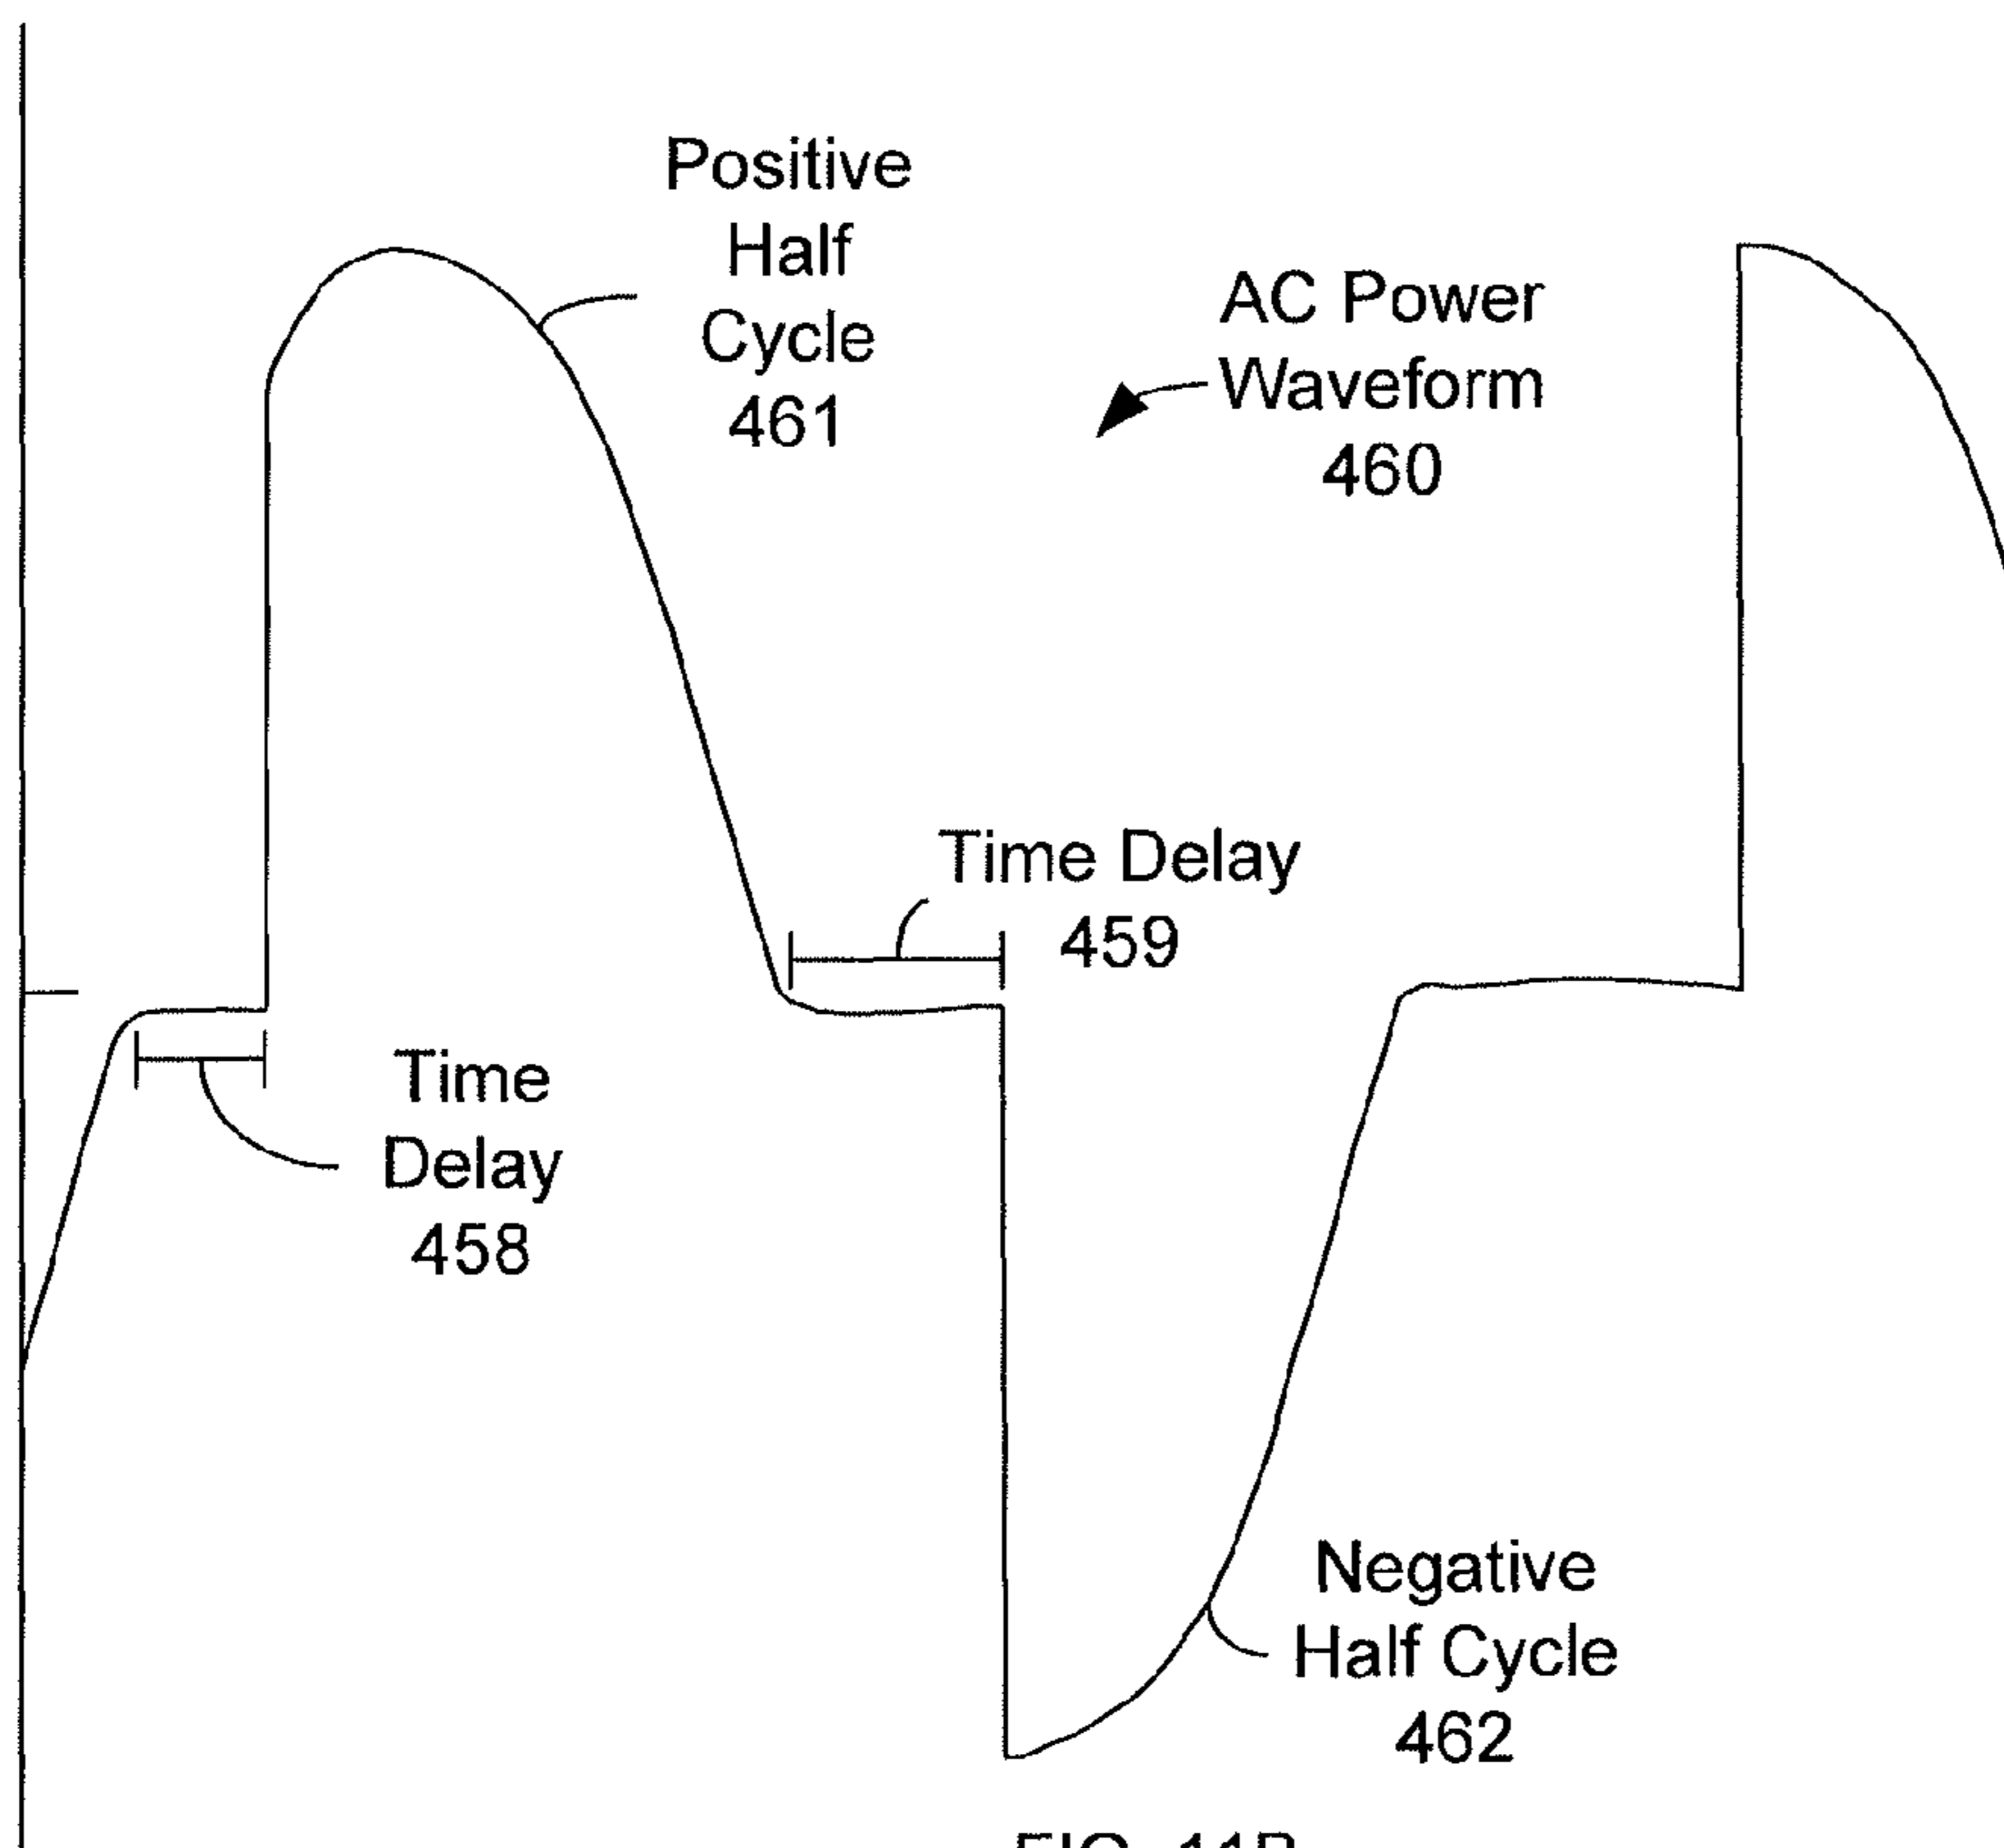 Positive
Half
Cycle
461
AC Power
Waveform
460
Time Delay
459
Time
Delay
458
Negative
Half Cycle
462